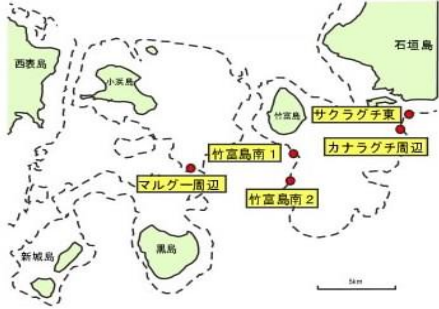 石垣島
西表島
小浜島
竹富島
サクラグチ東
カナラグチ周辺
竹富島南1
マルグー周辺
竹富島南2
新城島
黒島
5km